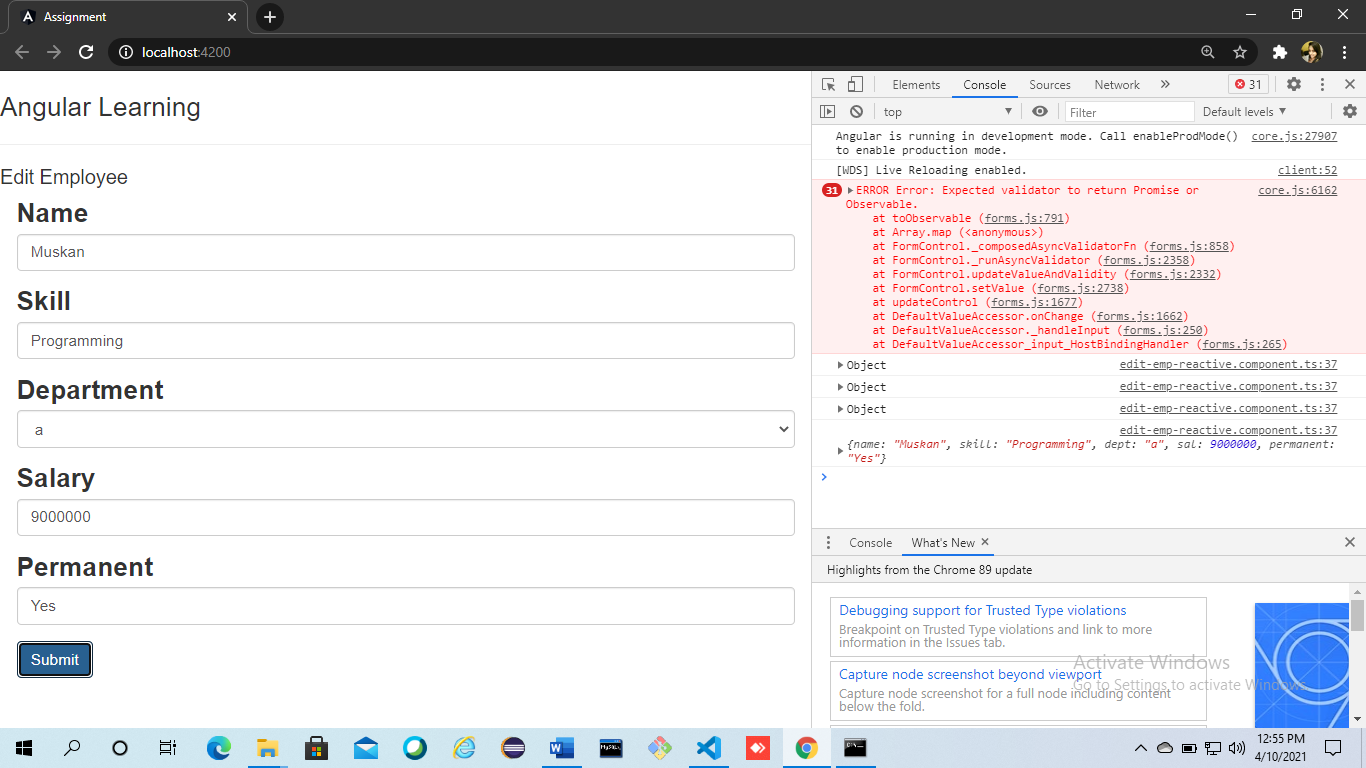 Assignment
localhost:4200
Angular Learning
Edit Employee
Name
Muskan
Skill
Programming
Department
a
Salary
9000000
Permanent
Yes
Submit
Elements Console Sources Network » 31
top Filter Default levels
Angular is running in development mode. Call enableProdMode() core.js:27907
to enable production mode.
[WDS] Live Reloading enabled. client:52
31 ERROR Error: Expected validator to return Promise or core.js:6162
Observable.
at toObservable (forms.js:791)
at Array.map (<anonymous>)
at FormControl._composedAsyncValidatorFn (forms.js:858)
at FormControl._runAsyncValidator (forms.js:2358)
at FormControl.updateValueAndValidity (forms.js:2332)
at FormControl.setValue (forms.js:2738)
at updateControl (forms.js:1677)
at DefaultValueAccessor.onChange (forms.js:1662)
at DefaultValueAccessor._handleInput (forms.js:250)
at DefaultValueAccessor_input_HostBindingHandler (forms.js:265)
Object edit-emp-reactive.component.ts:37
Object edit-emp-reactive.component.ts:37
Object edit-emp-reactive.component.ts:37
edit-emp-reactive.component.ts:37
{name: "Muskan", skill: "Programming", dept: "a", sal: 9000000, permanent:
"Yes"}
Console What's New
Highlights from the Chrome 89 update
Debugging support for Trusted Type violations
Breakpoint on Trusted Type violations and link to more
information in the Issues tab.
Capture node screenshot beyond viewport
Capture node screenshot for a full node including content
below the fold.
Activate Windows
Go to Settings to activate Windows.
12:55 PM
4/10/2021